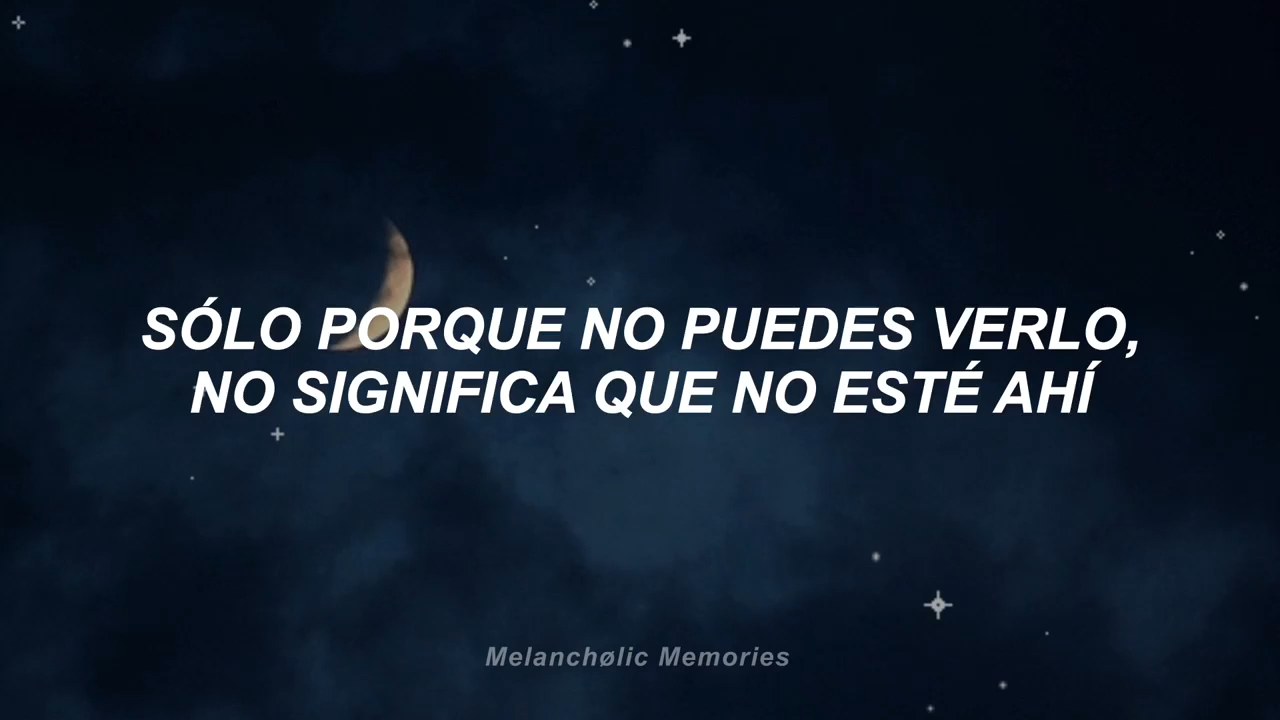 SÓLO PORQUE NO PUEDES VERLO,
NO SIGNIFICA QUE NO ESTÉ AHÍ
Melanchølic Memories